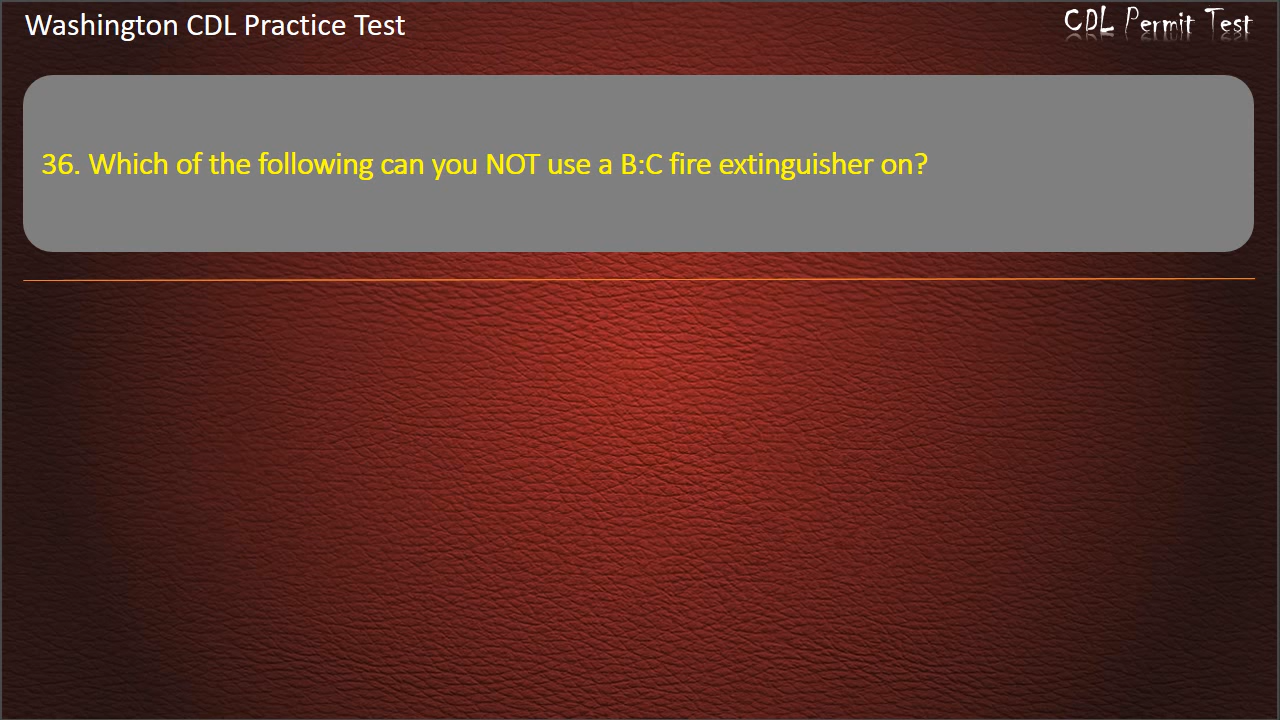 Washington CDL Practice Test
CDL Permit Test
36. Which of the following can you NOT use a B:C fire extinguisher on?